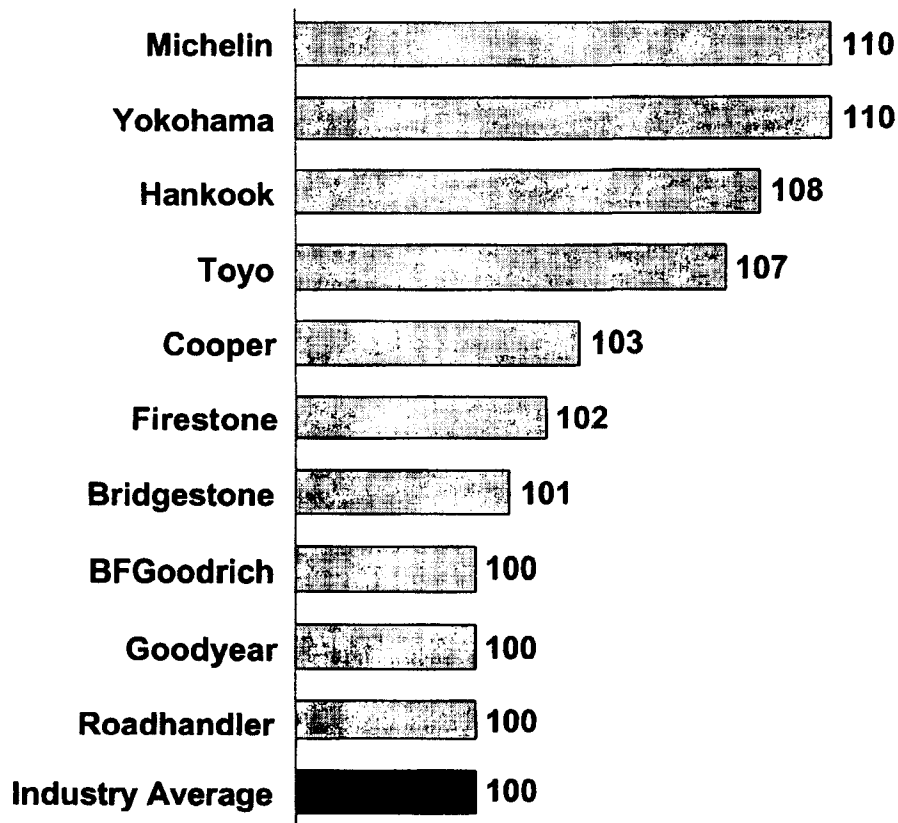 Michelin 110
Yokohama 110
Hankook 108
Toyo 107
Cooper 103
Firestone 102
Bridgestone 101
BFGoodrich 100
Goodyear 100
Roadhandler 100
Industry Average 100